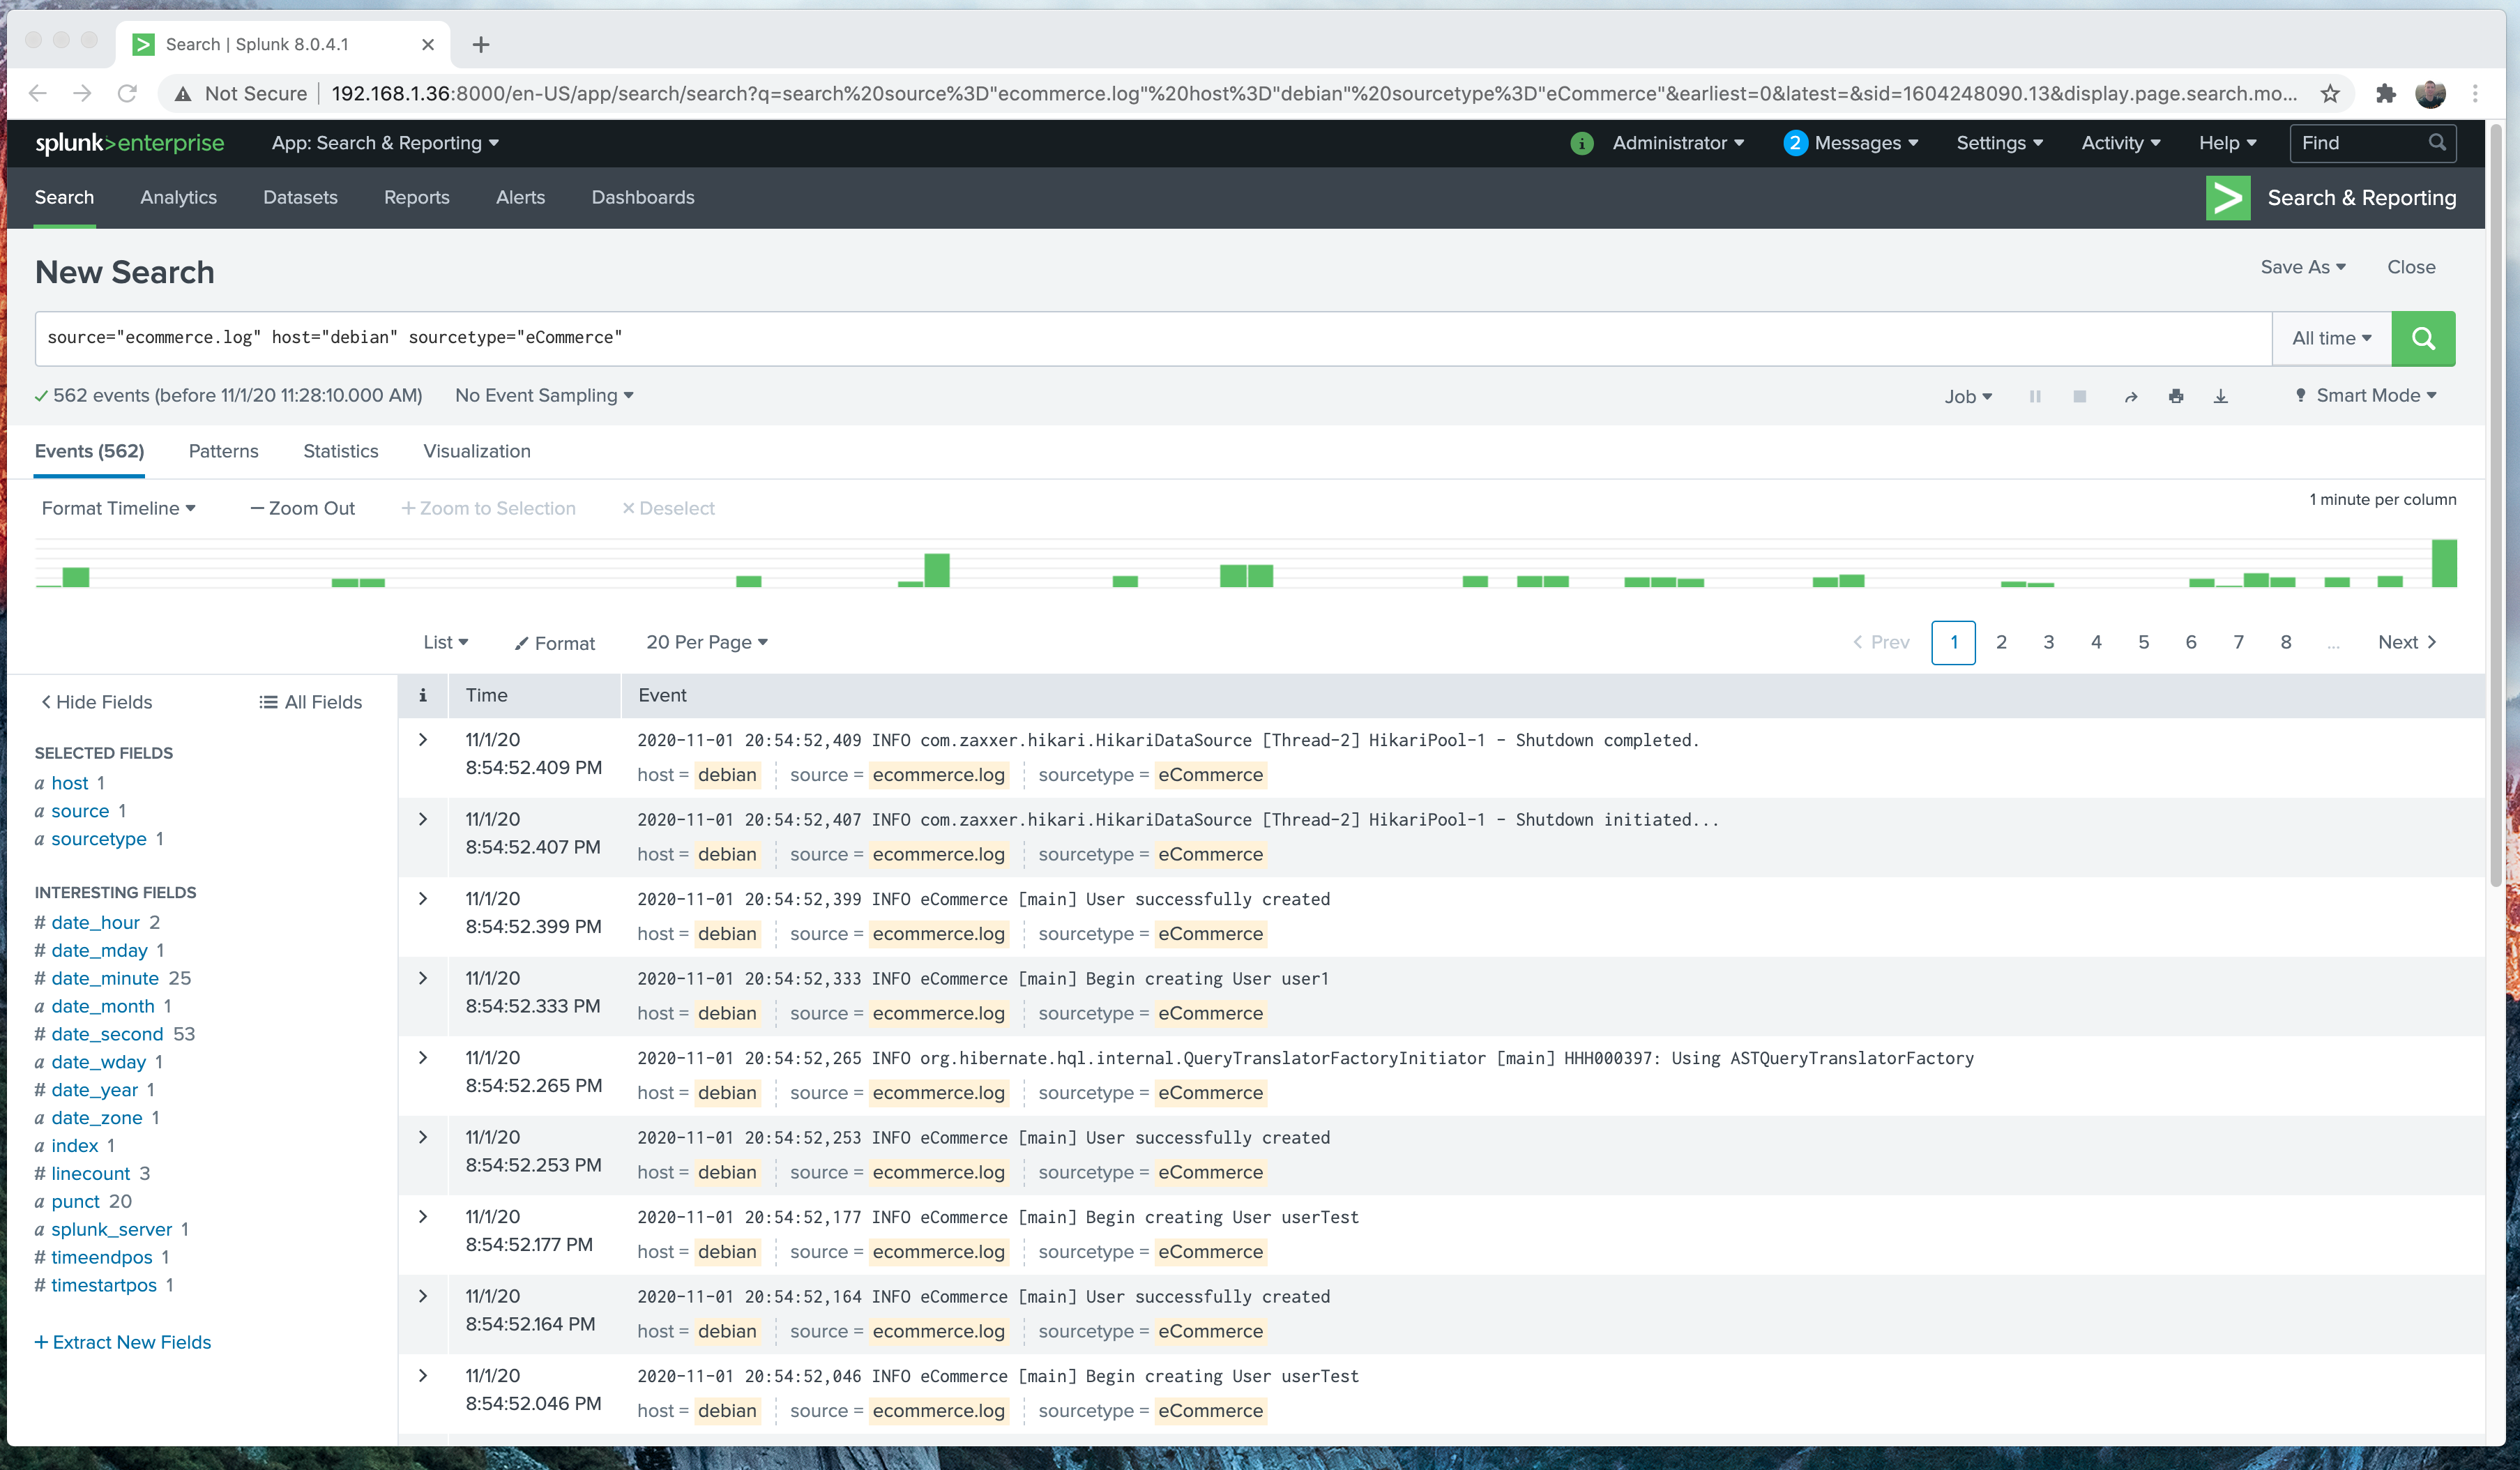 Search | Splunk 8.0.4.1
Not Secure 192.168.1.36:8000/en-US/app/search/search?q=search%20source%3D"ecommerce.log"%20host%3D"debian"%20sourcetype%3D"eCommerce"&earliest=0&latest=&sid=1604248090.13&display.page.search.mo...
splunk>enterprise App: Search & Reporting i Administrator 2 Messages Settings Activity Help Find
Search Analytics Datasets Reports Alerts Dashboards > Search & Reporting
New Search Save As Close
source="ecommerce.log" host="debian" sourcetype="eCommerce" All time
562 events (before 11/1/20 11:28:10.000 AM) No Event Sampling Job Smart Mode
Events (562) Patterns Statistics Visualization
Format Timeline — Zoom Out + Zoom to Selection × Deselect 1 minute per column
List Format 20 Per Page < Prev 1 2 3 4 5 6 7 8 ... Next >
< Hide Fields All Fields
SELECTED FIELDS
a host 1
a source 1
a sourcetype 1
INTERESTING FIELDS
# date_hour 2
# date_mday 1
# date_minute 25
a date_month 1
# date_second 53
a date_wday 1
# date_year 1
a date_zone 1
a index 1
# linecount 3
a punct 20
a splunk_server 1
# timeendpos 1
# timestartpos 1
+ Extract New Fields
i Time Event
11/1/20 2020-11-01 20:54:52,409 INFO com.zaxxer.hikari.HikariDataSource [Thread-2] HikariPool-1 - Shutdown completed.
8:54:52.409 PM host = debian source = ecommerce.log sourcetype = eCommerce
11/1/20 2020-11-01 20:54:52,407 INFO com.zaxxer.hikari.HikariDataSource [Thread-2] HikariPool-1 - Shutdown initiated...
8:54:52.407 PM host = debian source = ecommerce.log sourcetype = eCommerce
11/1/20 2020-11-01 20:54:52,399 INFO eCommerce [main] User successfully created
8:54:52.399 PM host = debian source = ecommerce.log sourcetype = eCommerce
11/1/20 2020-11-01 20:54:52,333 INFO eCommerce [main] Begin creating User user1
8:54:52.333 PM host = debian source = ecommerce.log sourcetype = eCommerce
11/1/20 2020-11-01 20:54:52,265 INFO org.hibernate.hql.internal.QueryTranslatorFactoryInitiator [main] HHH000397: Using ASTQueryTranslatorFactory
8:54:52.265 PM host = debian source = ecommerce.log sourcetype = eCommerce
11/1/20 2020-11-01 20:54:52,253 INFO eCommerce [main] User successfully created
8:54:52.253 PM host = debian source = ecommerce.log sourcetype = eCommerce
11/1/20 2020-11-01 20:54:52,177 INFO eCommerce [main] Begin creating User userTest
8:54:52.177 PM host = debian source = ecommerce.log sourcetype = eCommerce
11/1/20 2020-11-01 20:54:52,164 INFO eCommerce [main] User successfully created
8:54:52.164 PM host = debian source = ecommerce.log sourcetype = eCommerce
11/1/20 2020-11-01 20:54:52,046 INFO eCommerce [main] Begin creating User userTest
8:54:52.046 PM host = debian source = ecommerce.log sourcetype = eCommerce